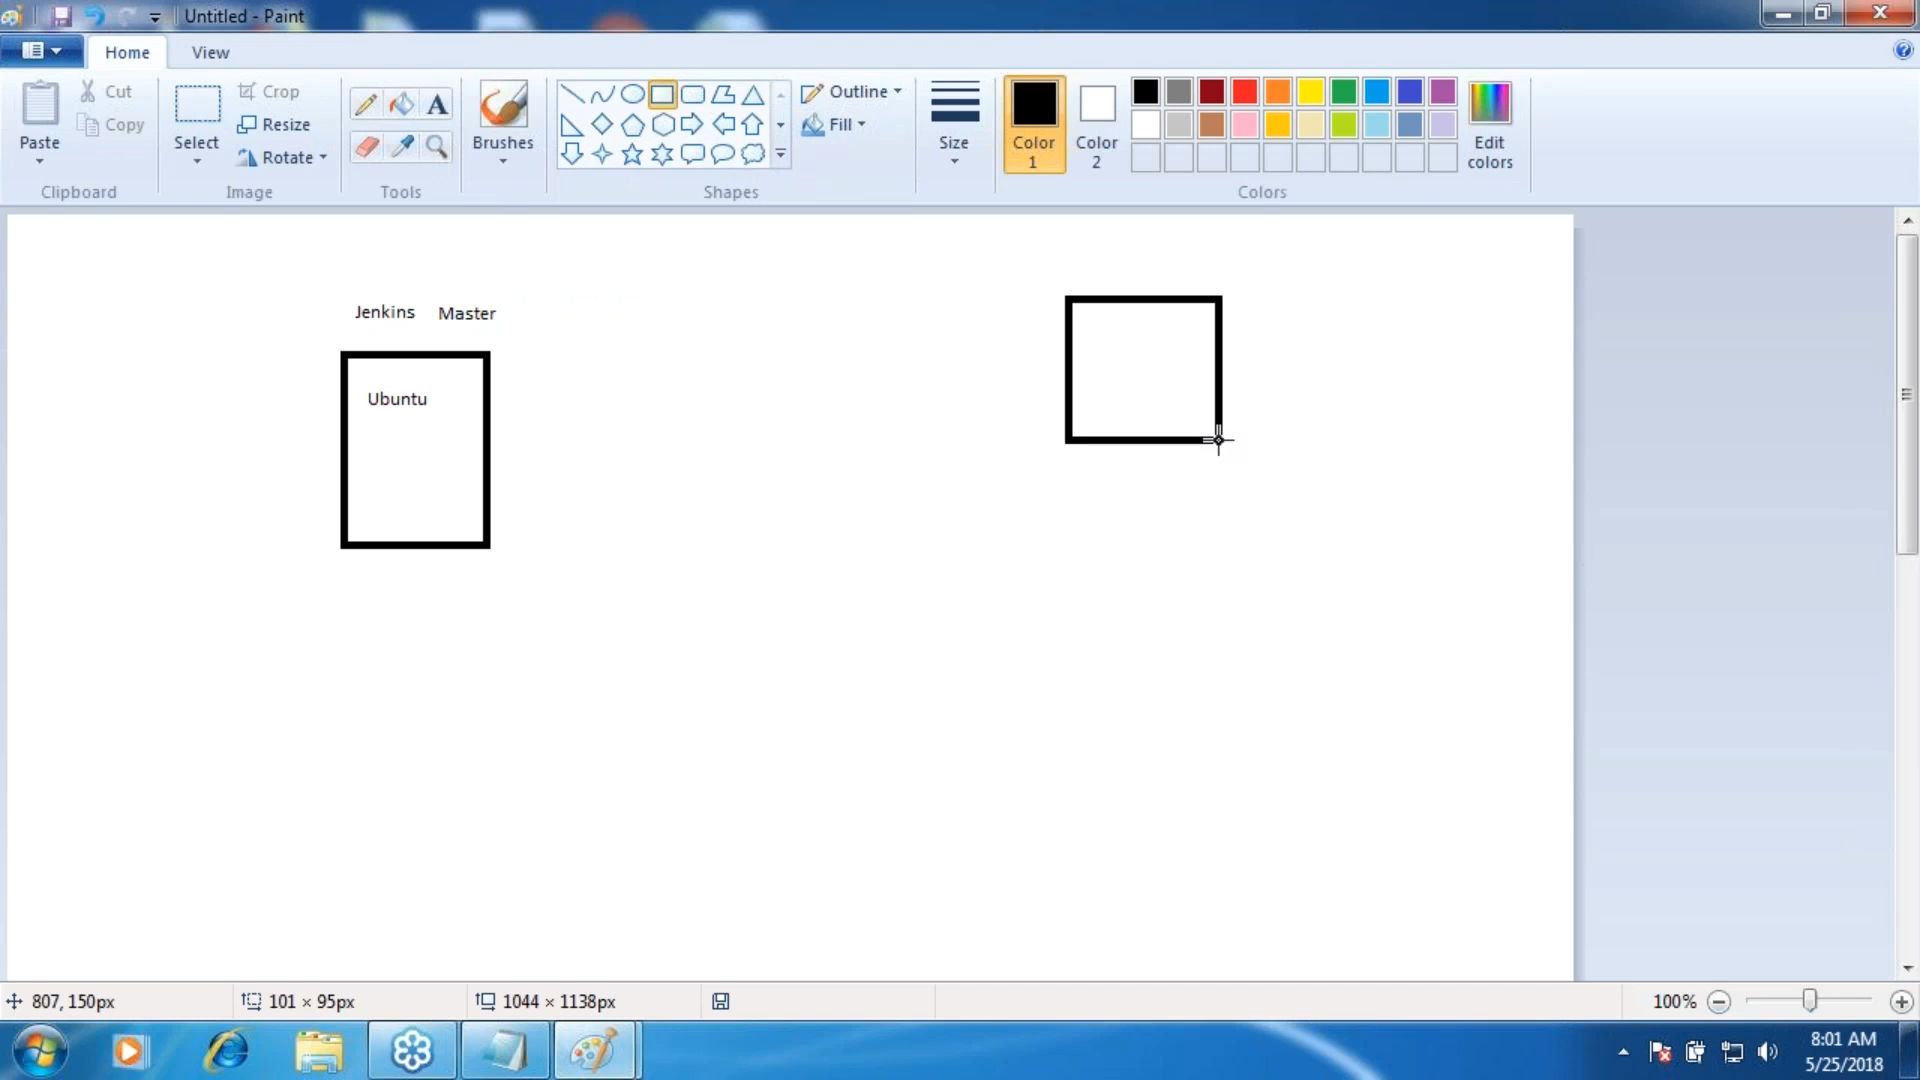 Untitled - Paint
Home View
Paste Cut Copy
Select Crop Resize Rotate
Brushes
Outline
Fill
Size
Color 1
Color 2
Edit colors
Clipboard Image Tools Shapes Colors
Jenkins Master
Ubuntu
807, 150px 101 × 95px 1044 × 1138px 100%
8:01 AM
5/25/2018